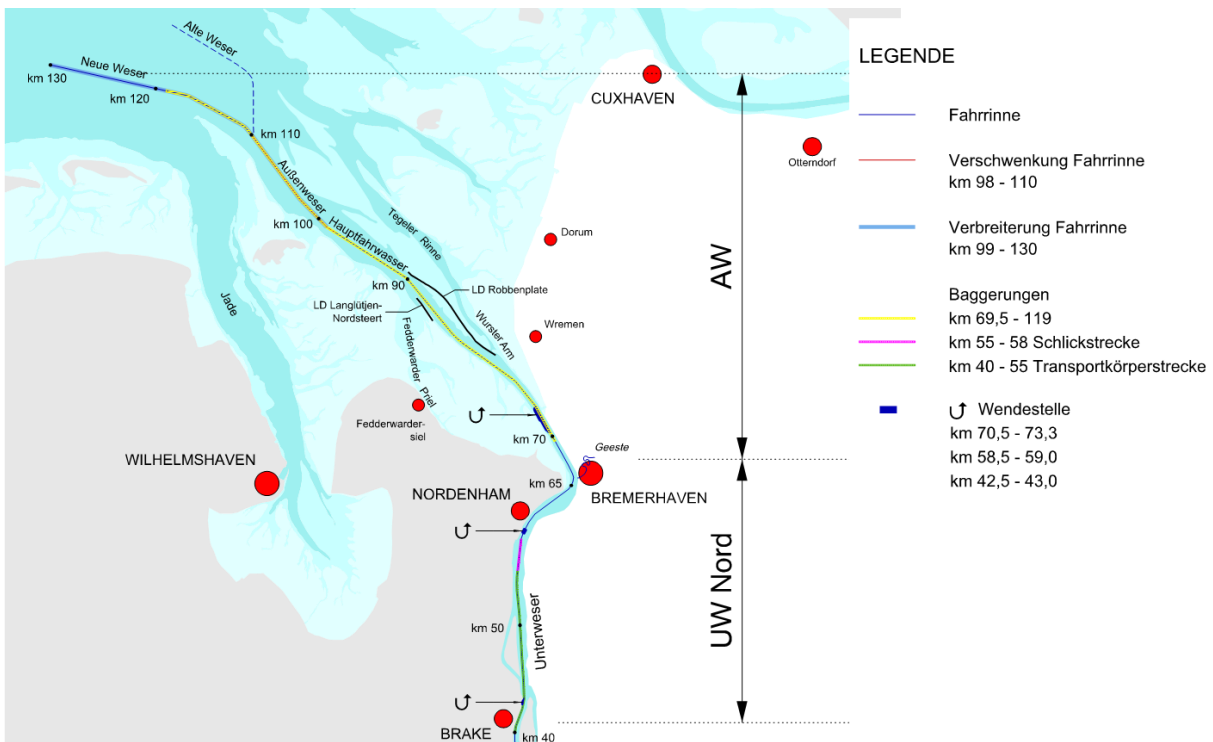 Alte Weser
Neue Weser
km 130
km 120
km 110
Außenweser
km 100
Hauptfahrwasser
Tegeler Rinne
km 90
LD Robbenplate
LD Langlütjen-
Nordsteert
Fedderwarder Priel
Wurster Arm
Jade
CUXHAVEN
Otterndorf
Dorum
Wremen
Fedderwarder-
siel
km 70
Geeste
WILHELMSHAVEN
km 65
BREMERHAVEN
NORDENHAM
km 50
Unterweser
BRAKE
km 40
AW
UW Nord
LEGENDE
Fahrrinne
Verschwenkung Fahrrinne
km 98 - 110
Verbreiterung Fahrrinne
km 99 - 130
Baggerungen
km 69,5 - 119
km 55 - 58 Schlickstrecke
km 40 - 55 Transportkörperstrecke
Wendestelle
km 70,5 - 73,3
km 58,5 - 59,0
km 42,5 - 43,0